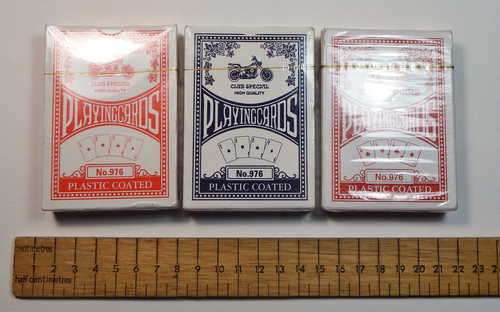 PLAYINGCARDS
No.976
PLASTIC COATED
CLUB SPECIAL
HIGH QUALITY
PLAYINGCARDS
No.976
PLASTIC COATED
PLAYINGCARDS
No.976
PLASTIC COATED
2 3 4 5 6 7 8 9 10 11 12 13 14 15 16 17 18 19 20 21 22 23
half centimetres